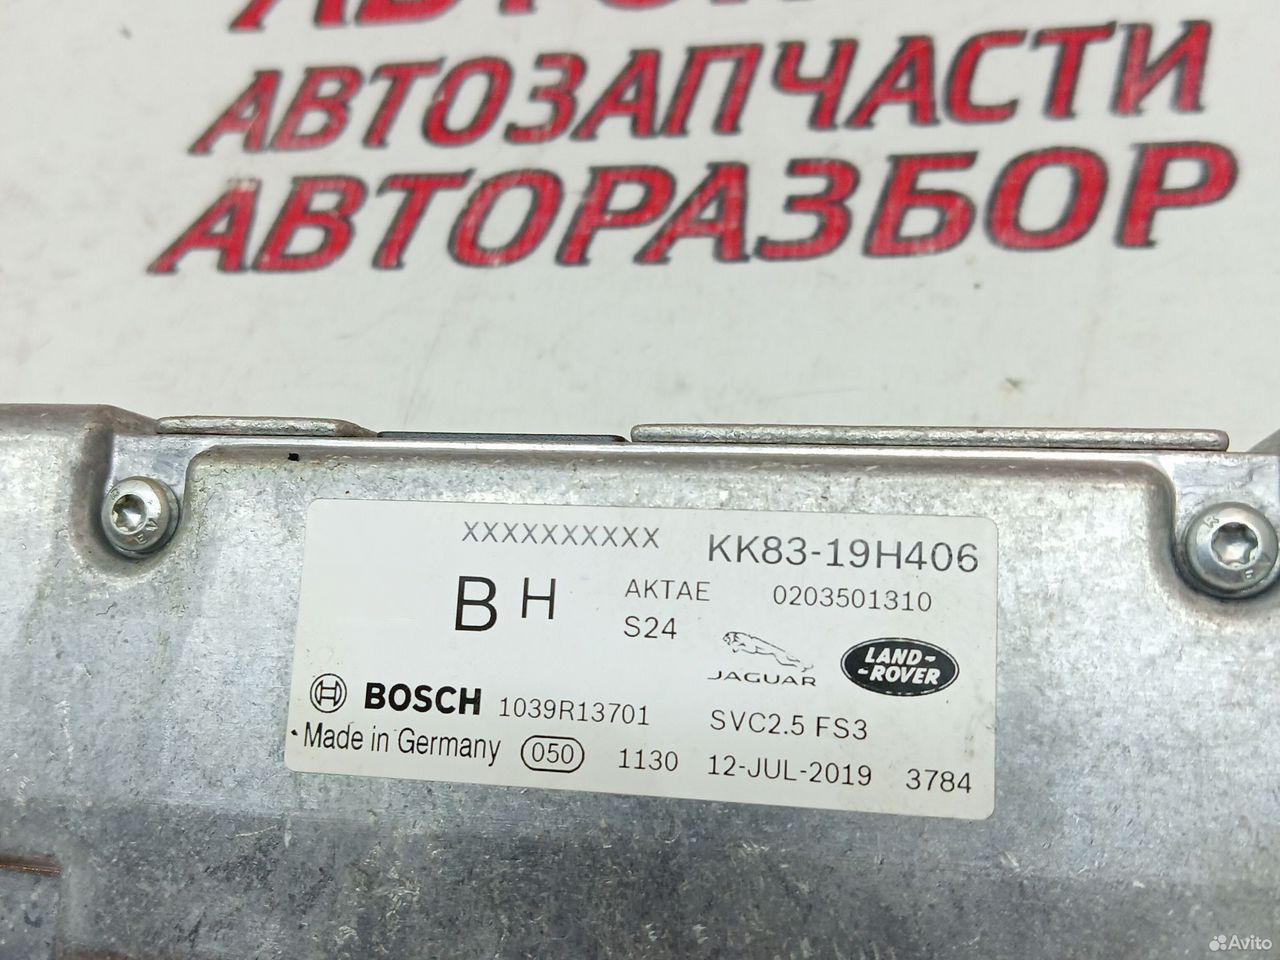 АВТОЗАПЧАСТИ
АВТОРАЗБОР
XXXXXXXXXX KK83-19H406
B H AKTAE 0203501310
S24
JAGUAR LAND-ROVER
BOSCH 1039R13701 SVC2.5 FS3
Made in Germany 050 1130 12-JUL-2019 3784
Avito